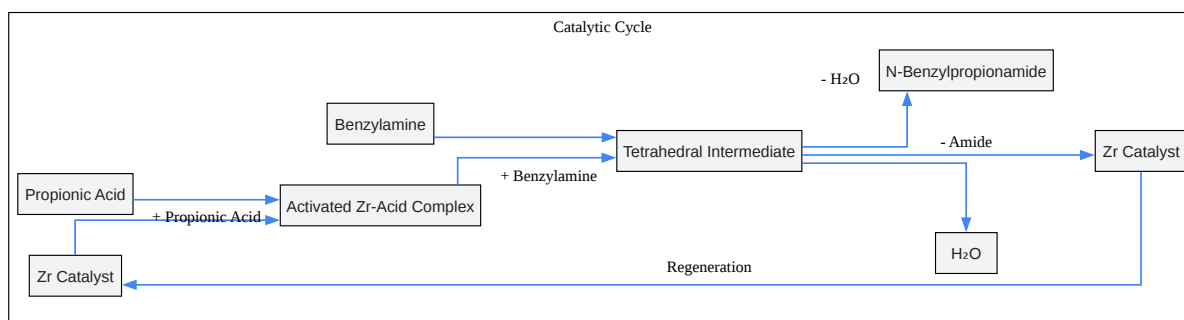 Catalytic Cycle
N-Benzylpropionamide
- H₂O
Benzylamine
Tetrahedral Intermediate
- Amide
Zr Catalyst
+ Benzylamine
Propionic Acid
Activated Zr-Acid Complex
+ Propionic Acid
H₂O
Zr Catalyst
Regeneration